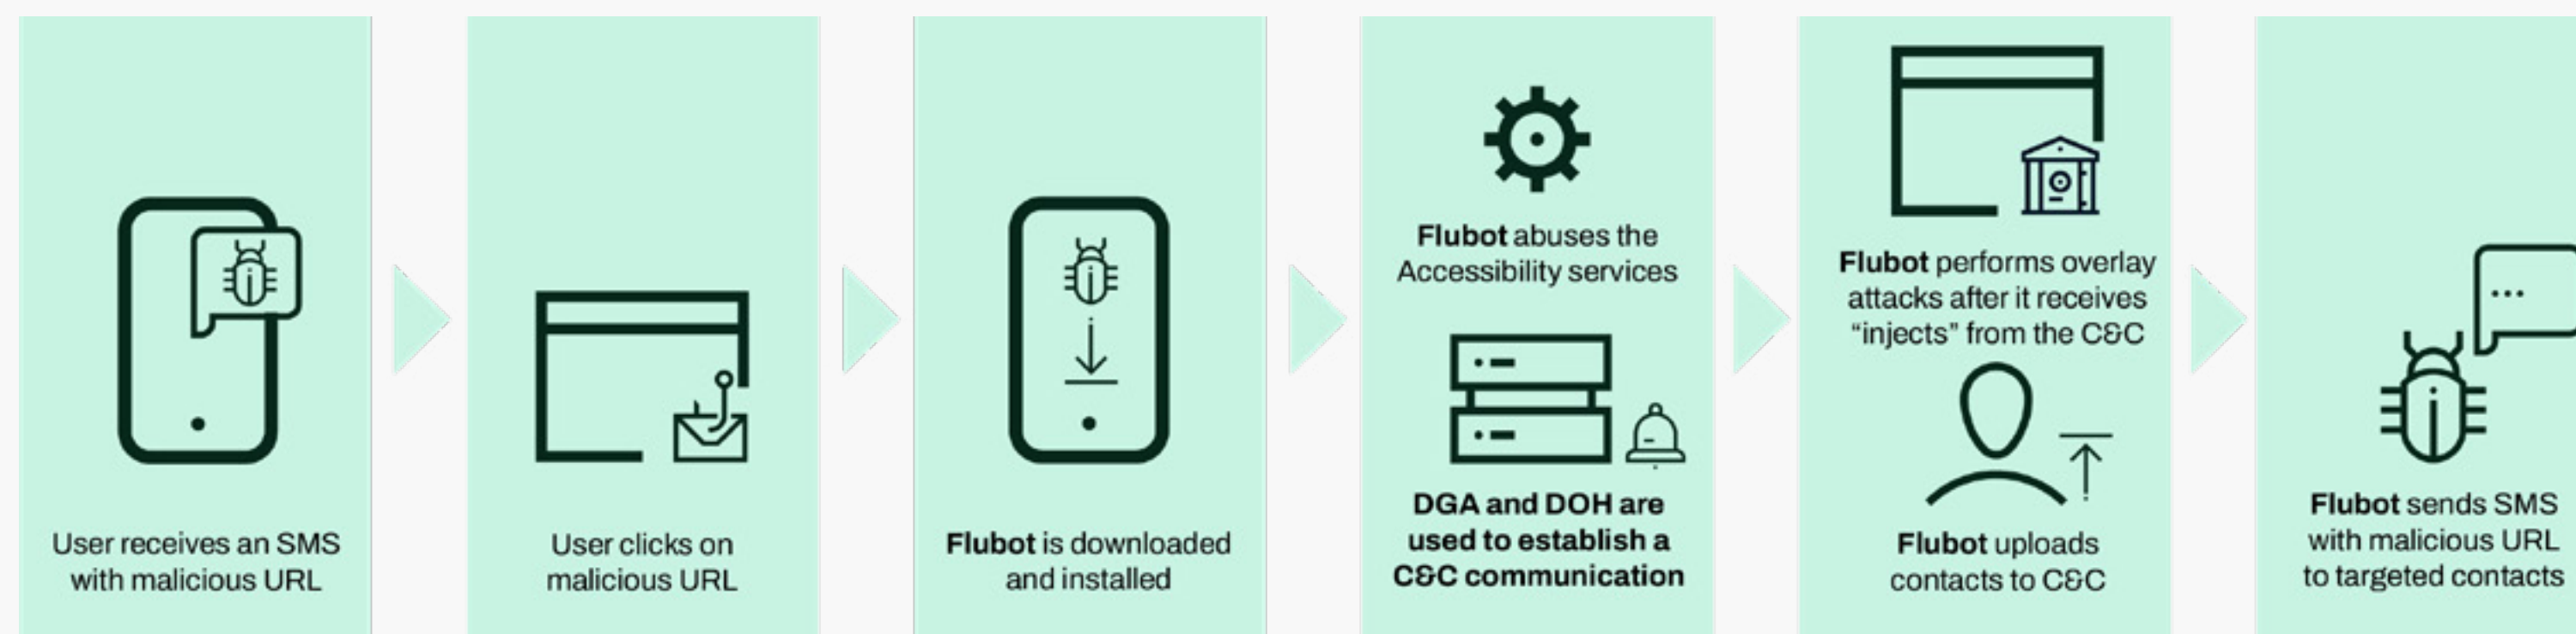 User receives an SMS
with malicious URL
User clicks on
malicious URL
Flubot is downloaded
and installed
Flubot abuses the
Accessibility services
DGA and DOH are
used to establish a
C&C communication
Flubot performs overlay
attacks after it receives
“injects” from the C&C
Flubot uploads
contacts to C&C
Flubot sends SMS
with malicious URL
to targeted contacts